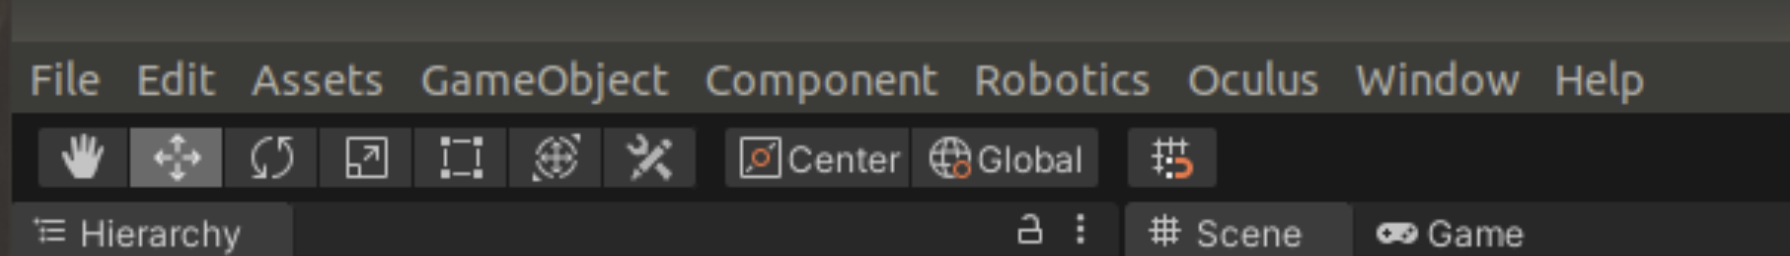 File Edit Assets GameObject Component Robotics Oculus Window Help
Center Global
Hierarchy Scene Game